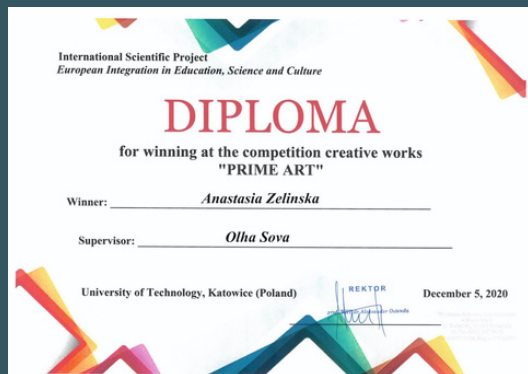 International Scientific Project
European Integration in Education, Science and Culture
DIPLOMA
for winning at the competition creative works
"PRIME ART"
Winner: Anastasia Zelinska
Supervisor: Olha Sova
University of Technology, Katowice (Poland)
REKTOR
December 5, 2020